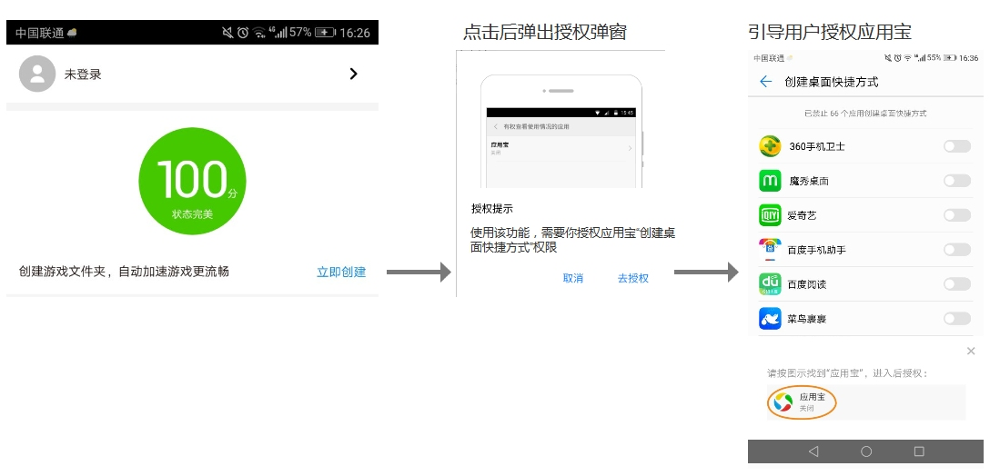 中国联通
4G 57% 16:26
未登录
100分
状态完美
创建游戏文件夹，自动加速游戏更流畅
立即创建
点击后弹出授权弹窗
15:45
有权查看使用情况的应用
应用宝
关闭
授权提示
使用该功能，需要你授权应用宝“创建桌
面快捷方式”权限
取消 去授权
引导用户授权应用宝
中国联通
55% 16:36
创建桌面快捷方式
已禁止 66 个应用创建桌面快捷方式
360手机卫士
m
魔秀桌面
QIY
爱奇艺
百度手机助手
du
百度阅读
菜鸟裹裹
请按图示找到“应用宝”，进入后授权：
应用宝
关闭